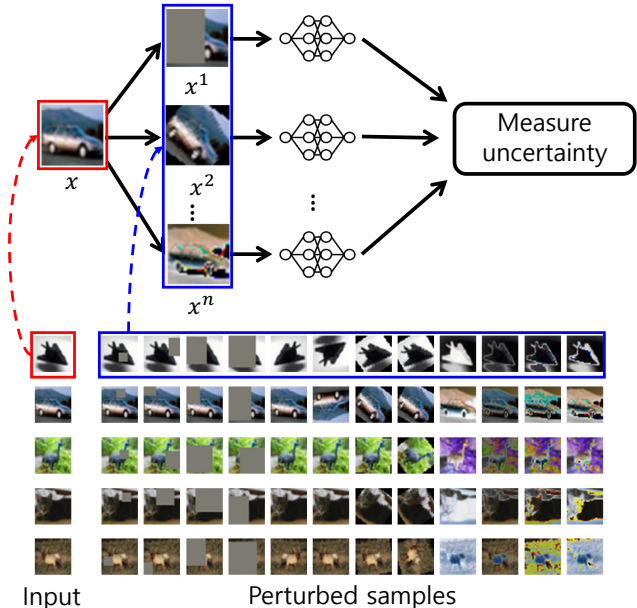 x¹
Measure
uncertainty
x
x²
⋮
⋮
xⁿ
Input
Perturbed samples